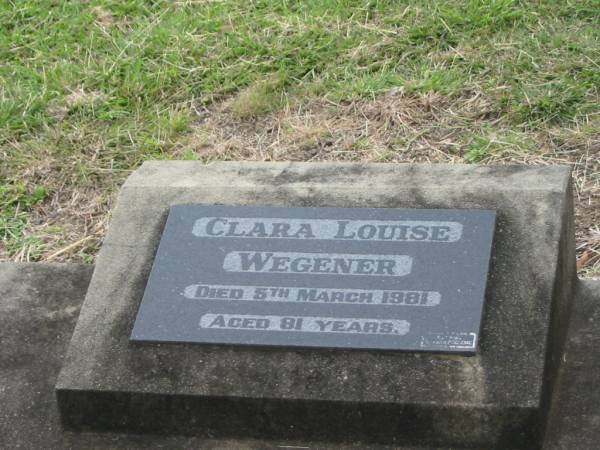 Clara Louise
Wegener
Died 5th March 1981
Aged 81 years.